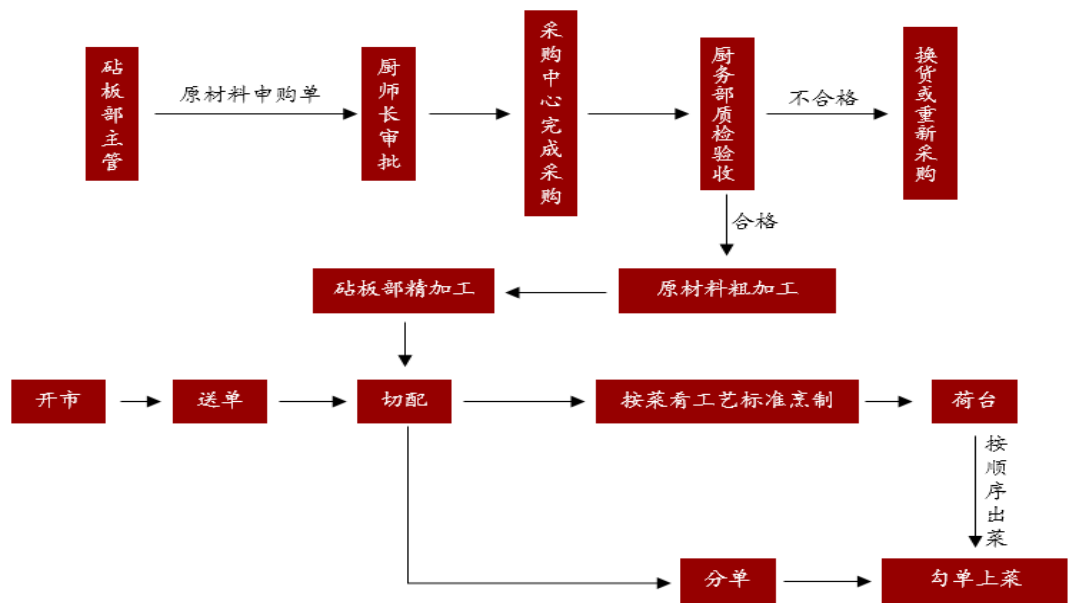 砧板部主管
原材料申购单
厨师长审批
采购中心完成采购
厨务部质检验收
不合格
换货或重新采购
合格
砧板部精加工
原材料粗加工
开市
送单
切配
按菜肴工艺标准烹制
荷台
按顺序出菜
分单
勾单上菜